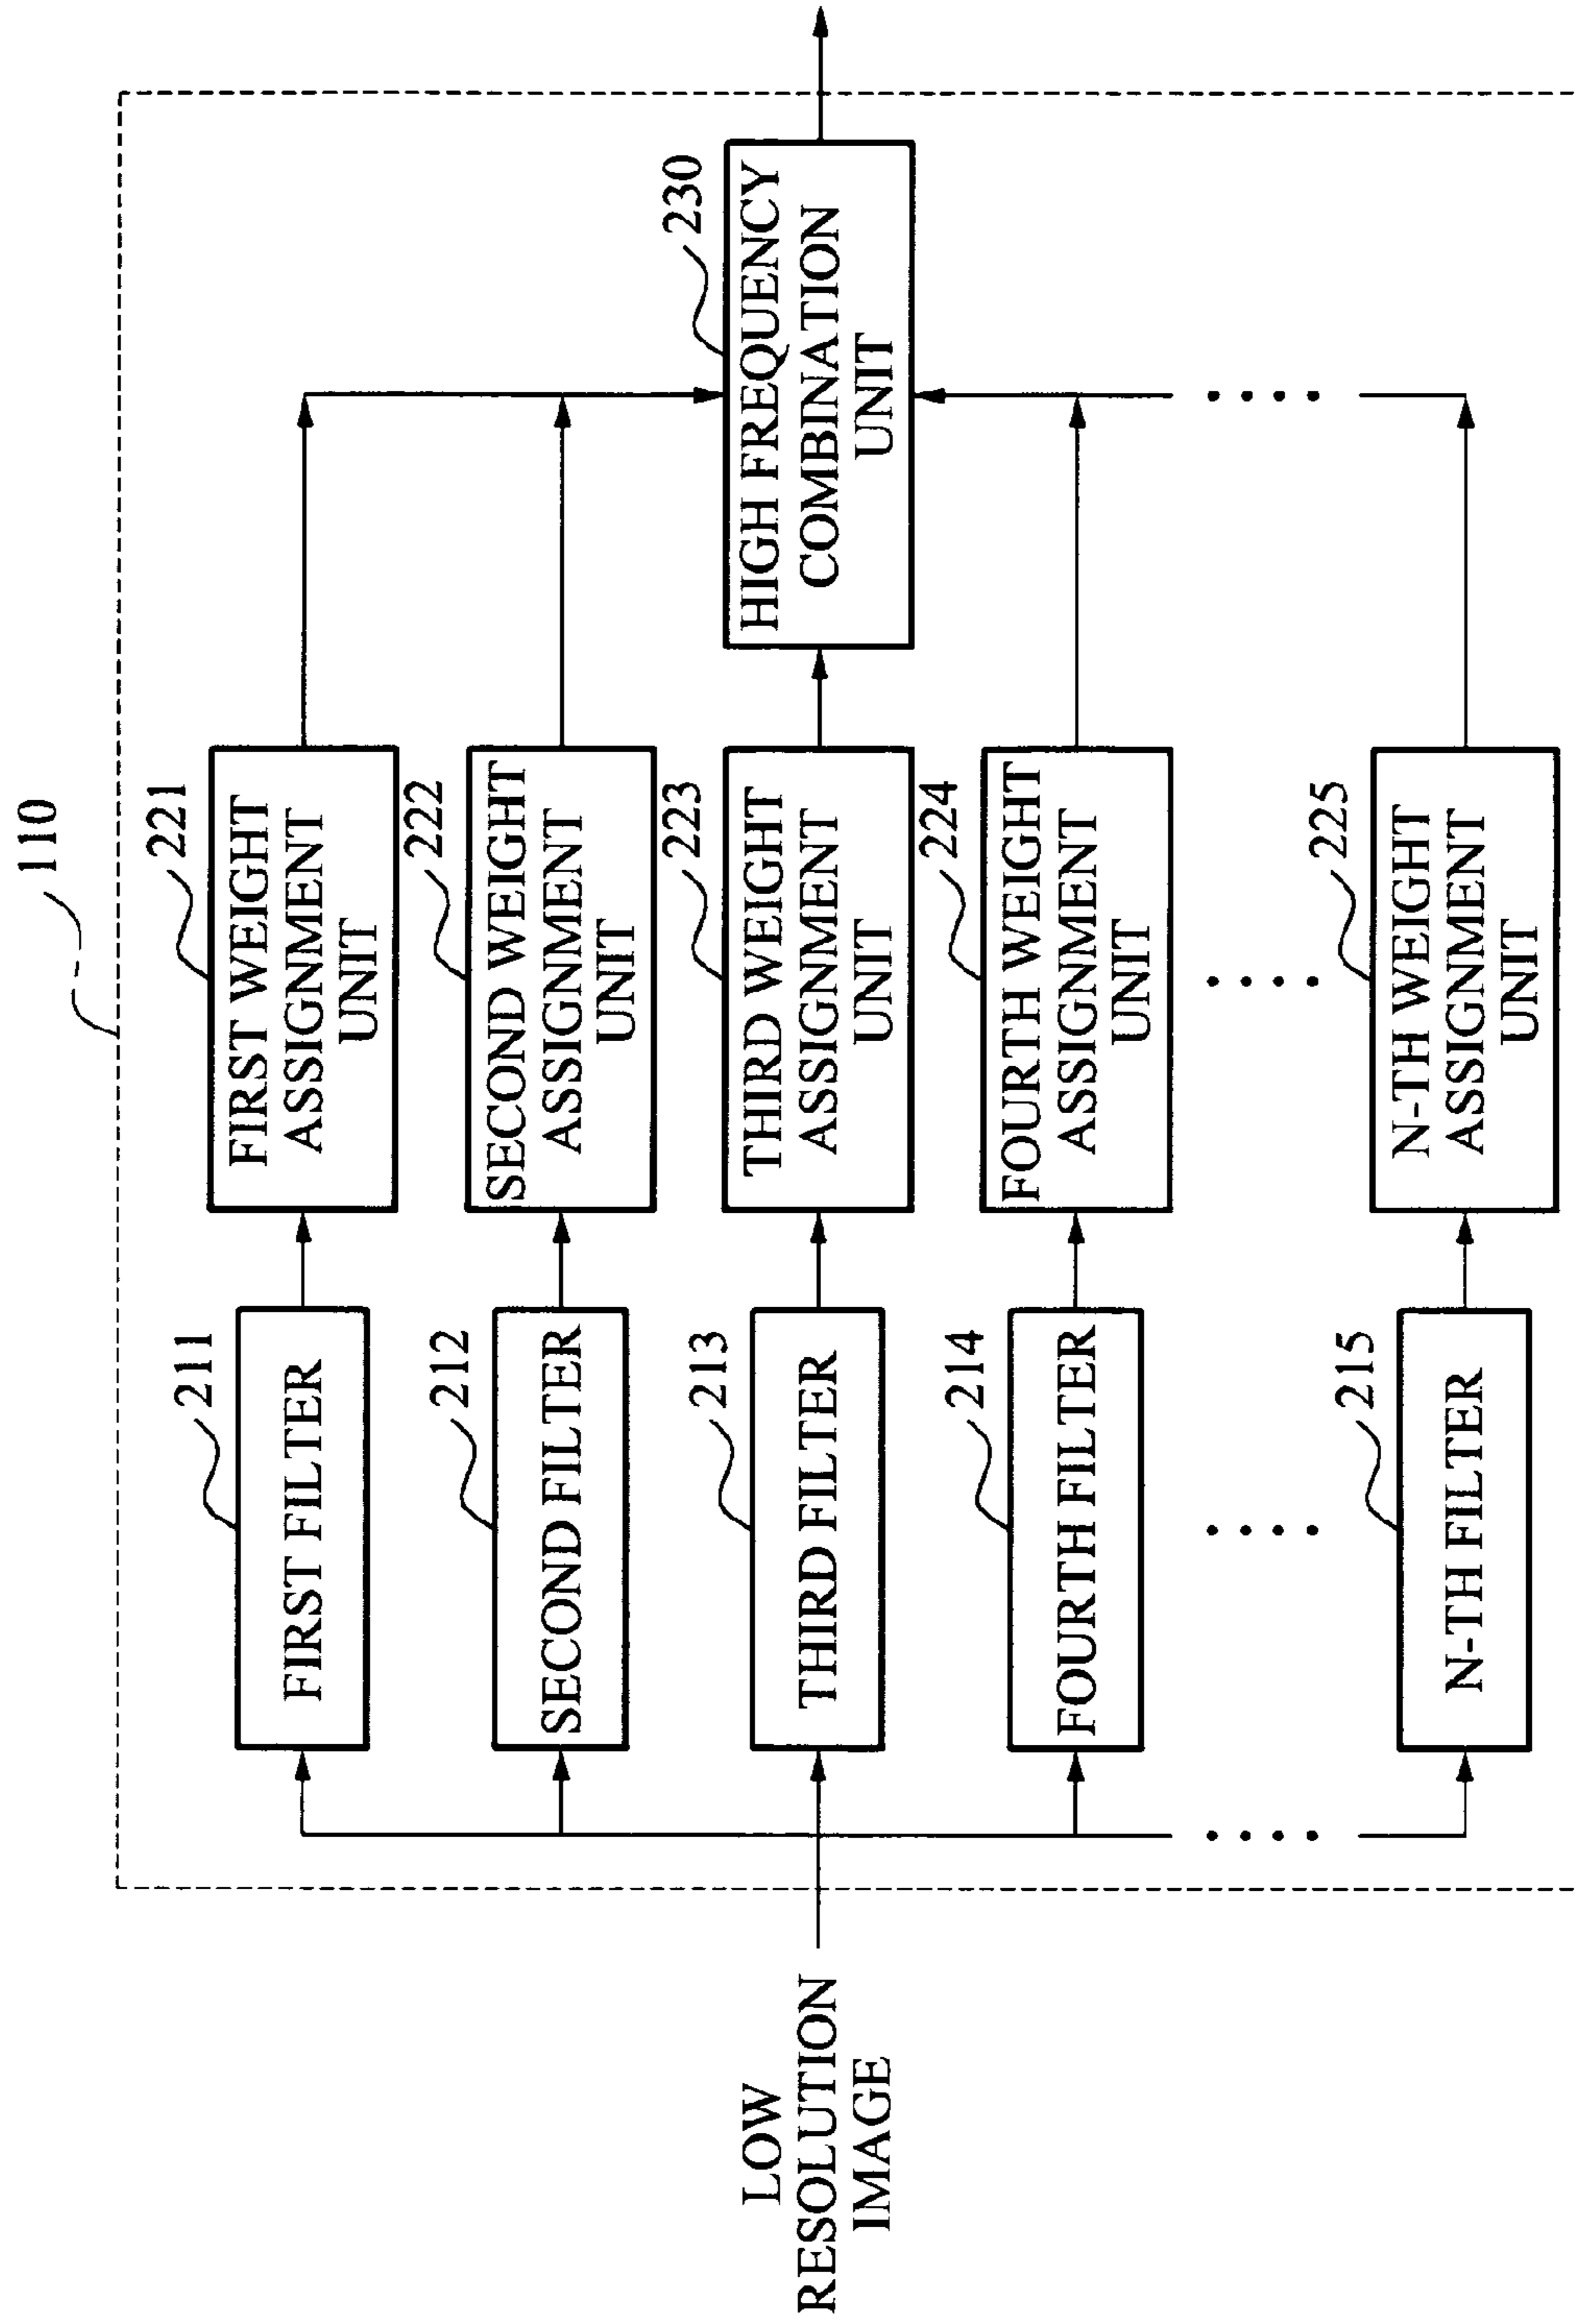 110
LOW
RESOLUTION
IMAGE
211
FIRST FILTER
221
FIRST WEIGHT
ASSIGNMENT
UNIT
212
SECOND FILTER
222
SECOND WEIGHT
ASSIGNMENT
UNIT
213
THIRD FILTER
223
THIRD WEIGHT
ASSIGNMENT
UNIT
230
HIGH FREQUENCY
COMBINATION
UNIT
214
FOURTH FILTER
224
FOURTH WEIGHT
ASSIGNMENT
UNIT
215
N-TH FILTER
225
N-TH WEIGHT
ASSIGNMENT
UNIT